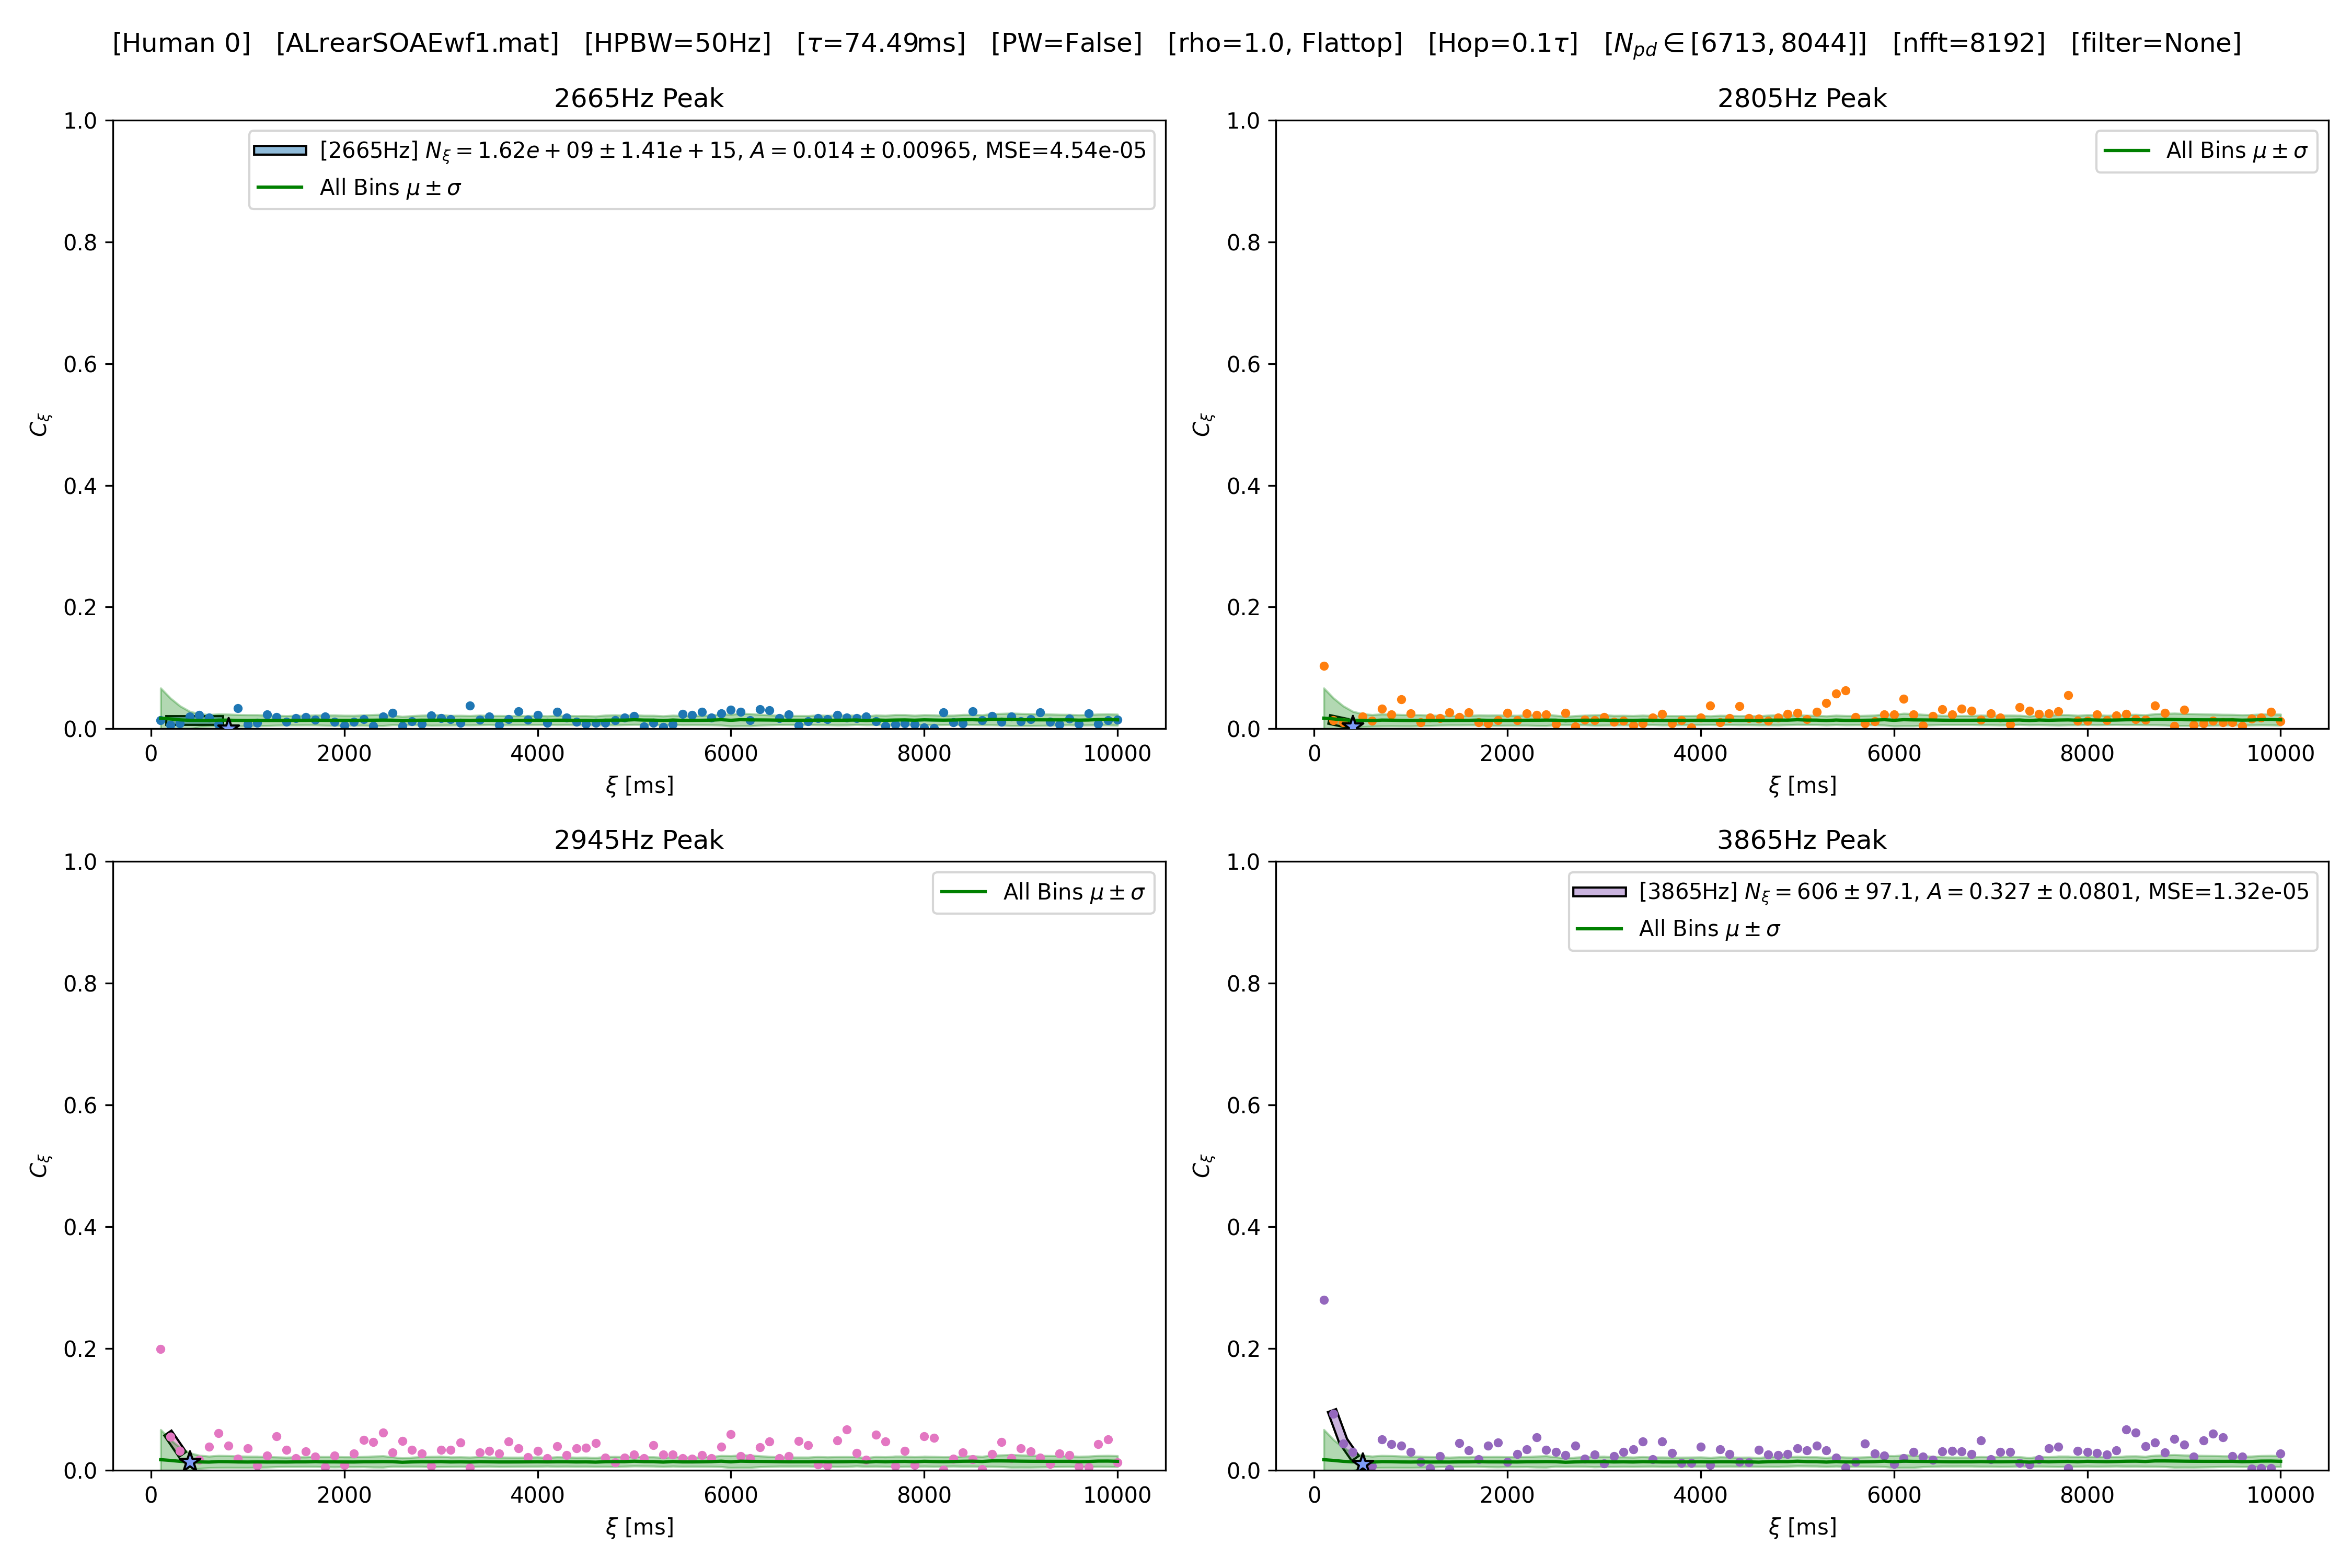 [Human 0] [ALrearSOAEwf1.mat] [HPBW=50Hz] [τ=74.49ms] [PW=False] [rho=1.0, Flattop] [Hop=0.1τ] [N_pd ∈ [6713, 8044]] [nfft=8192] [filter=None]
2665Hz Peak
[2665Hz] N_ξ = 1.62e + 09 ± 1.41e + 15, A = 0.014 ± 0.00965, MSE=4.54e-05
All Bins μ ± σ
1.0
0.8
0.6
0.4
0.2
0.0
C_ξ
0 2000 4000 6000 8000 10000
ξ [ms]
2805Hz Peak
All Bins μ ± σ
1.0
0.8
0.6
0.4
0.2
0.0
C_ξ
0 2000 4000 6000 8000 10000
ξ [ms]
2945Hz Peak
All Bins μ ± σ
1.0
0.8
0.6
0.4
0.2
0.0
C_ξ
0 2000 4000 6000 8000 10000
ξ [ms]
3865Hz Peak
[3865Hz] N_ξ = 606 ± 97.1, A = 0.327 ± 0.0801, MSE=1.32e-05
All Bins μ ± σ
1.0
0.8
0.6
0.4
0.2
0.0
C_ξ
0 2000 4000 6000 8000 10000
ξ [ms]